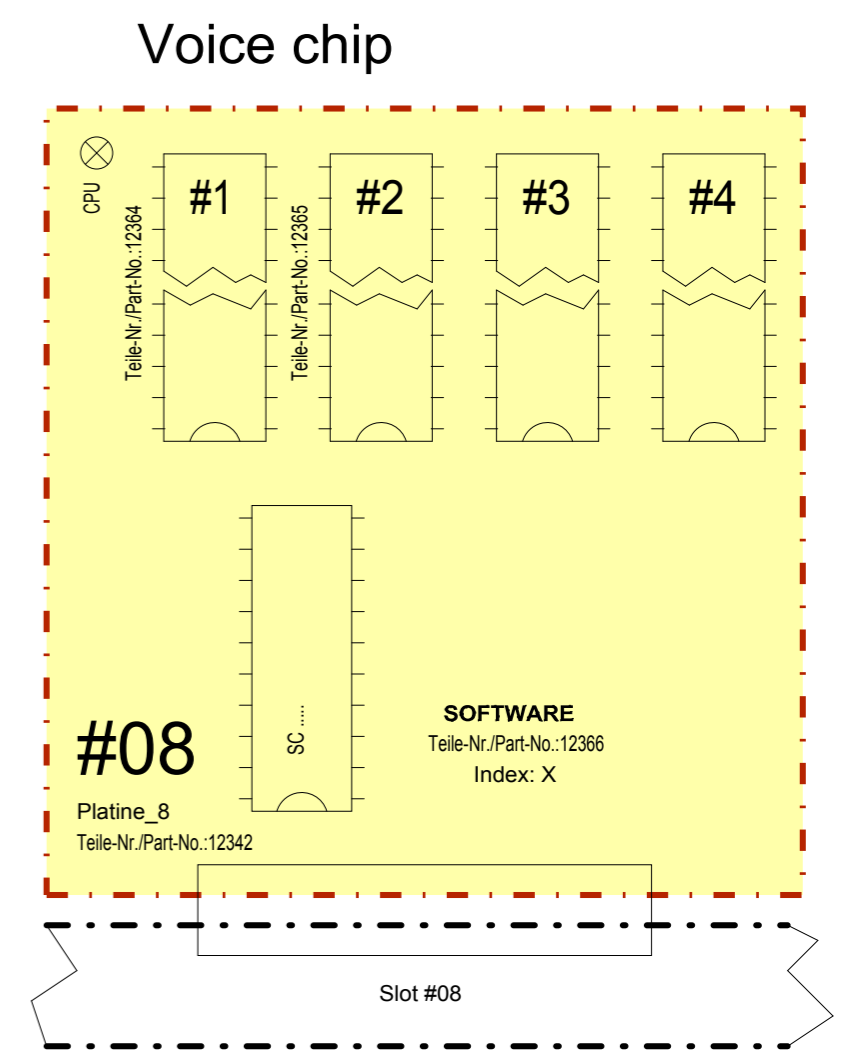 Voice chip
CPU
Teile-Nr./Part-No.:12364
#1
Teile-Nr./Part-No.:12365
#2
#3
#4
SC .....
SOFTWARE
Teile-Nr./Part-No.:12366
Index: X
#08
Platine_8
Teile-Nr./Part-No.:12342
Slot #08